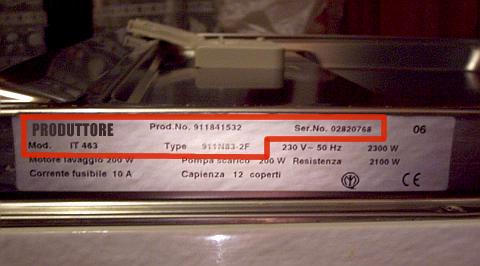 PRODUTTORE Prod.No. 911841532 Ser.No. 02820768 06
Mod. IT 463 Type 911N83-2F 230 V~ 50 Hz 2300 W
Motore lavaggio 200 W Pompa scarico 200 W Resistenza 2100 W
Corrente fusibile 10 A Capienza 12 coperti CE